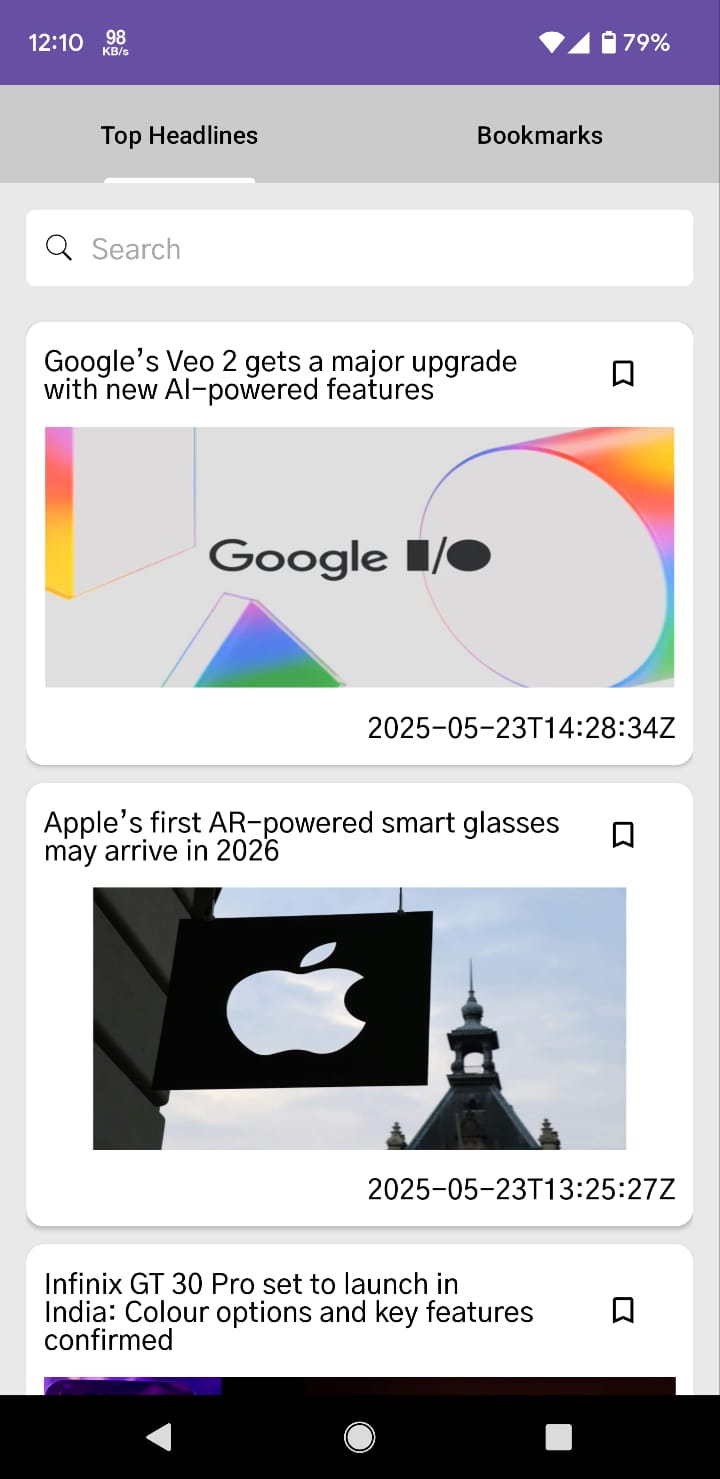 12:10 98 KB/s 79%
Top Headlines Bookmarks
Search
Google’s Veo 2 gets a major upgrade
with new AI-powered features
Google I/O
2025-05-23T14:28:34Z
Apple’s first AR-powered smart glasses
may arrive in 2026
2025-05-23T13:25:27Z
Infinix GT 30 Pro set to launch in
India: Colour options and key features
confirmed